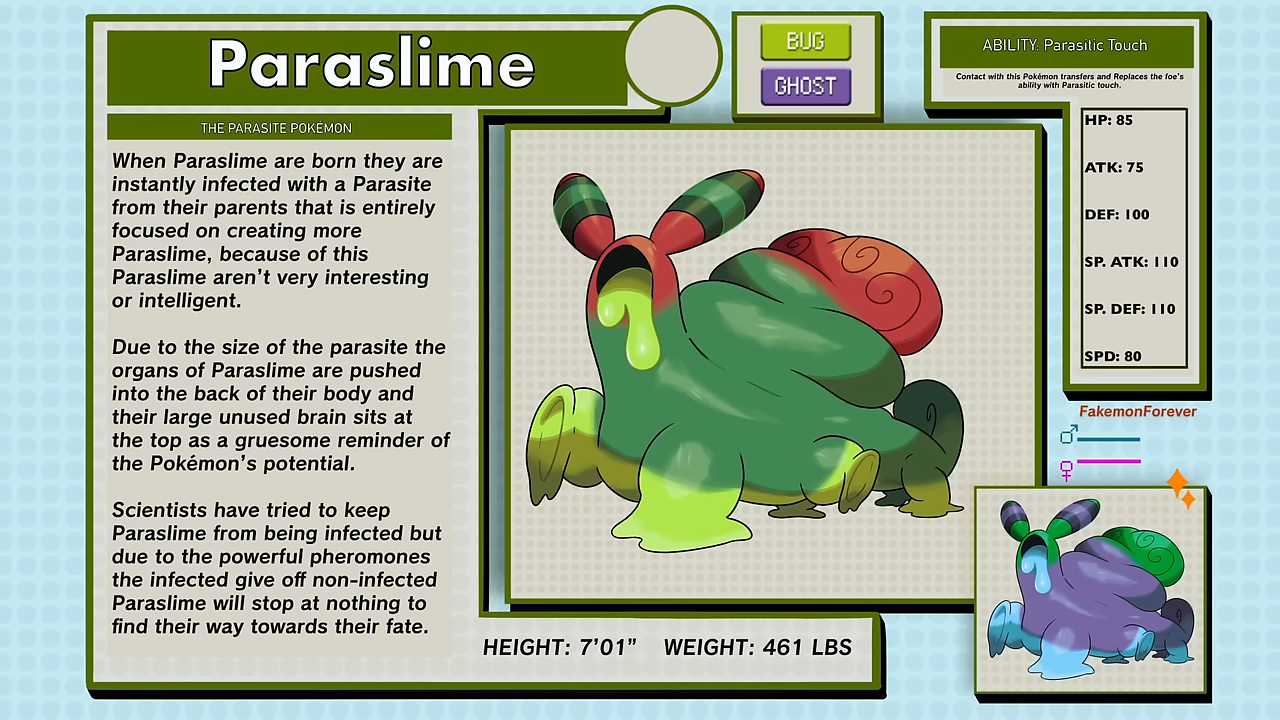 Paraslime
BUG
GHOST
ABILITY: Parasitic Touch
Contact with this Pokémon transfers and Replaces the foe's
ability with Parasitic touch.
THE PARASITE POKÉMON
When Paraslime are born they are
instantly infected with a Parasite
from their parents that is entirely
focused on creating more
Paraslime, because of this
Paraslime aren't very interesting
or intelligent.
Due to the size of the parasite the
organs of Paraslime are pushed
into the back of their body and
their large unused brain sits at
the top as a gruesome reminder of
the Pokémon's potential.
Scientists have tried to keep
Paraslime from being infected but
due to the powerful pheromones
the infected give off non-infected
Paraslime will stop at nothing to
find their way towards their fate.
HP: 85
ATK: 75
DEF: 100
SP. ATK: 110
SP. DEF: 110
SPD: 80
FakemonForever
♂
♀
HEIGHT: 7'01" WEIGHT: 461 LBS